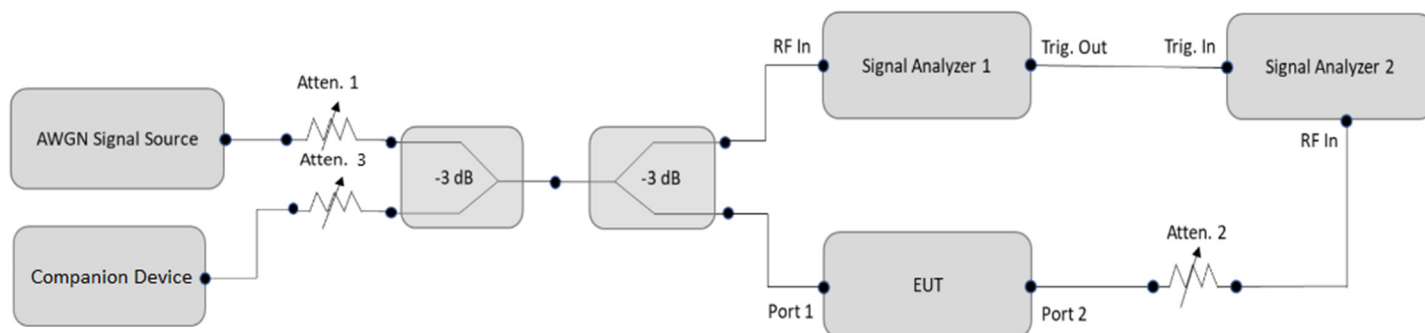 RF In
Signal Analyzer 1
Trig. Out
Trig. In
Signal Analyzer 2
RF In
AWGN Signal Source
Atten. 1
Atten. 3
-3 dB
-3 dB
Companion Device
Port 1
EUT
Port 2
Atten. 2